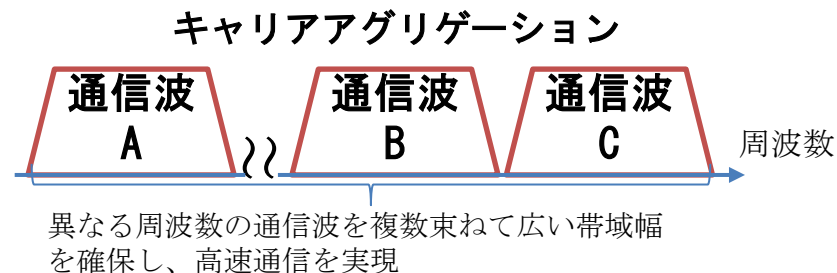 キャリアアグリゲーション
通信波
A
通信波
B
通信波
C
周波数
異なる周波数の通信波を複数束ねて広い帯域幅
を確保し、高速通信を実現